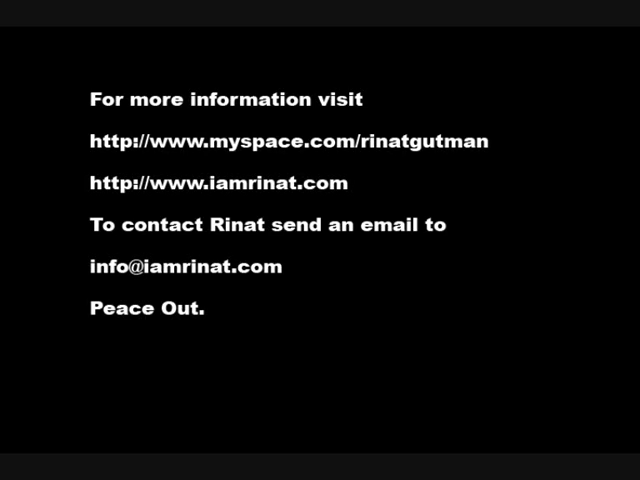 For more information visit
http://www.myspace.com/rinatgutman
http://www.iamrinat.com
To contact Rinat send an email to
info@iamrinat.com
Peace Out.